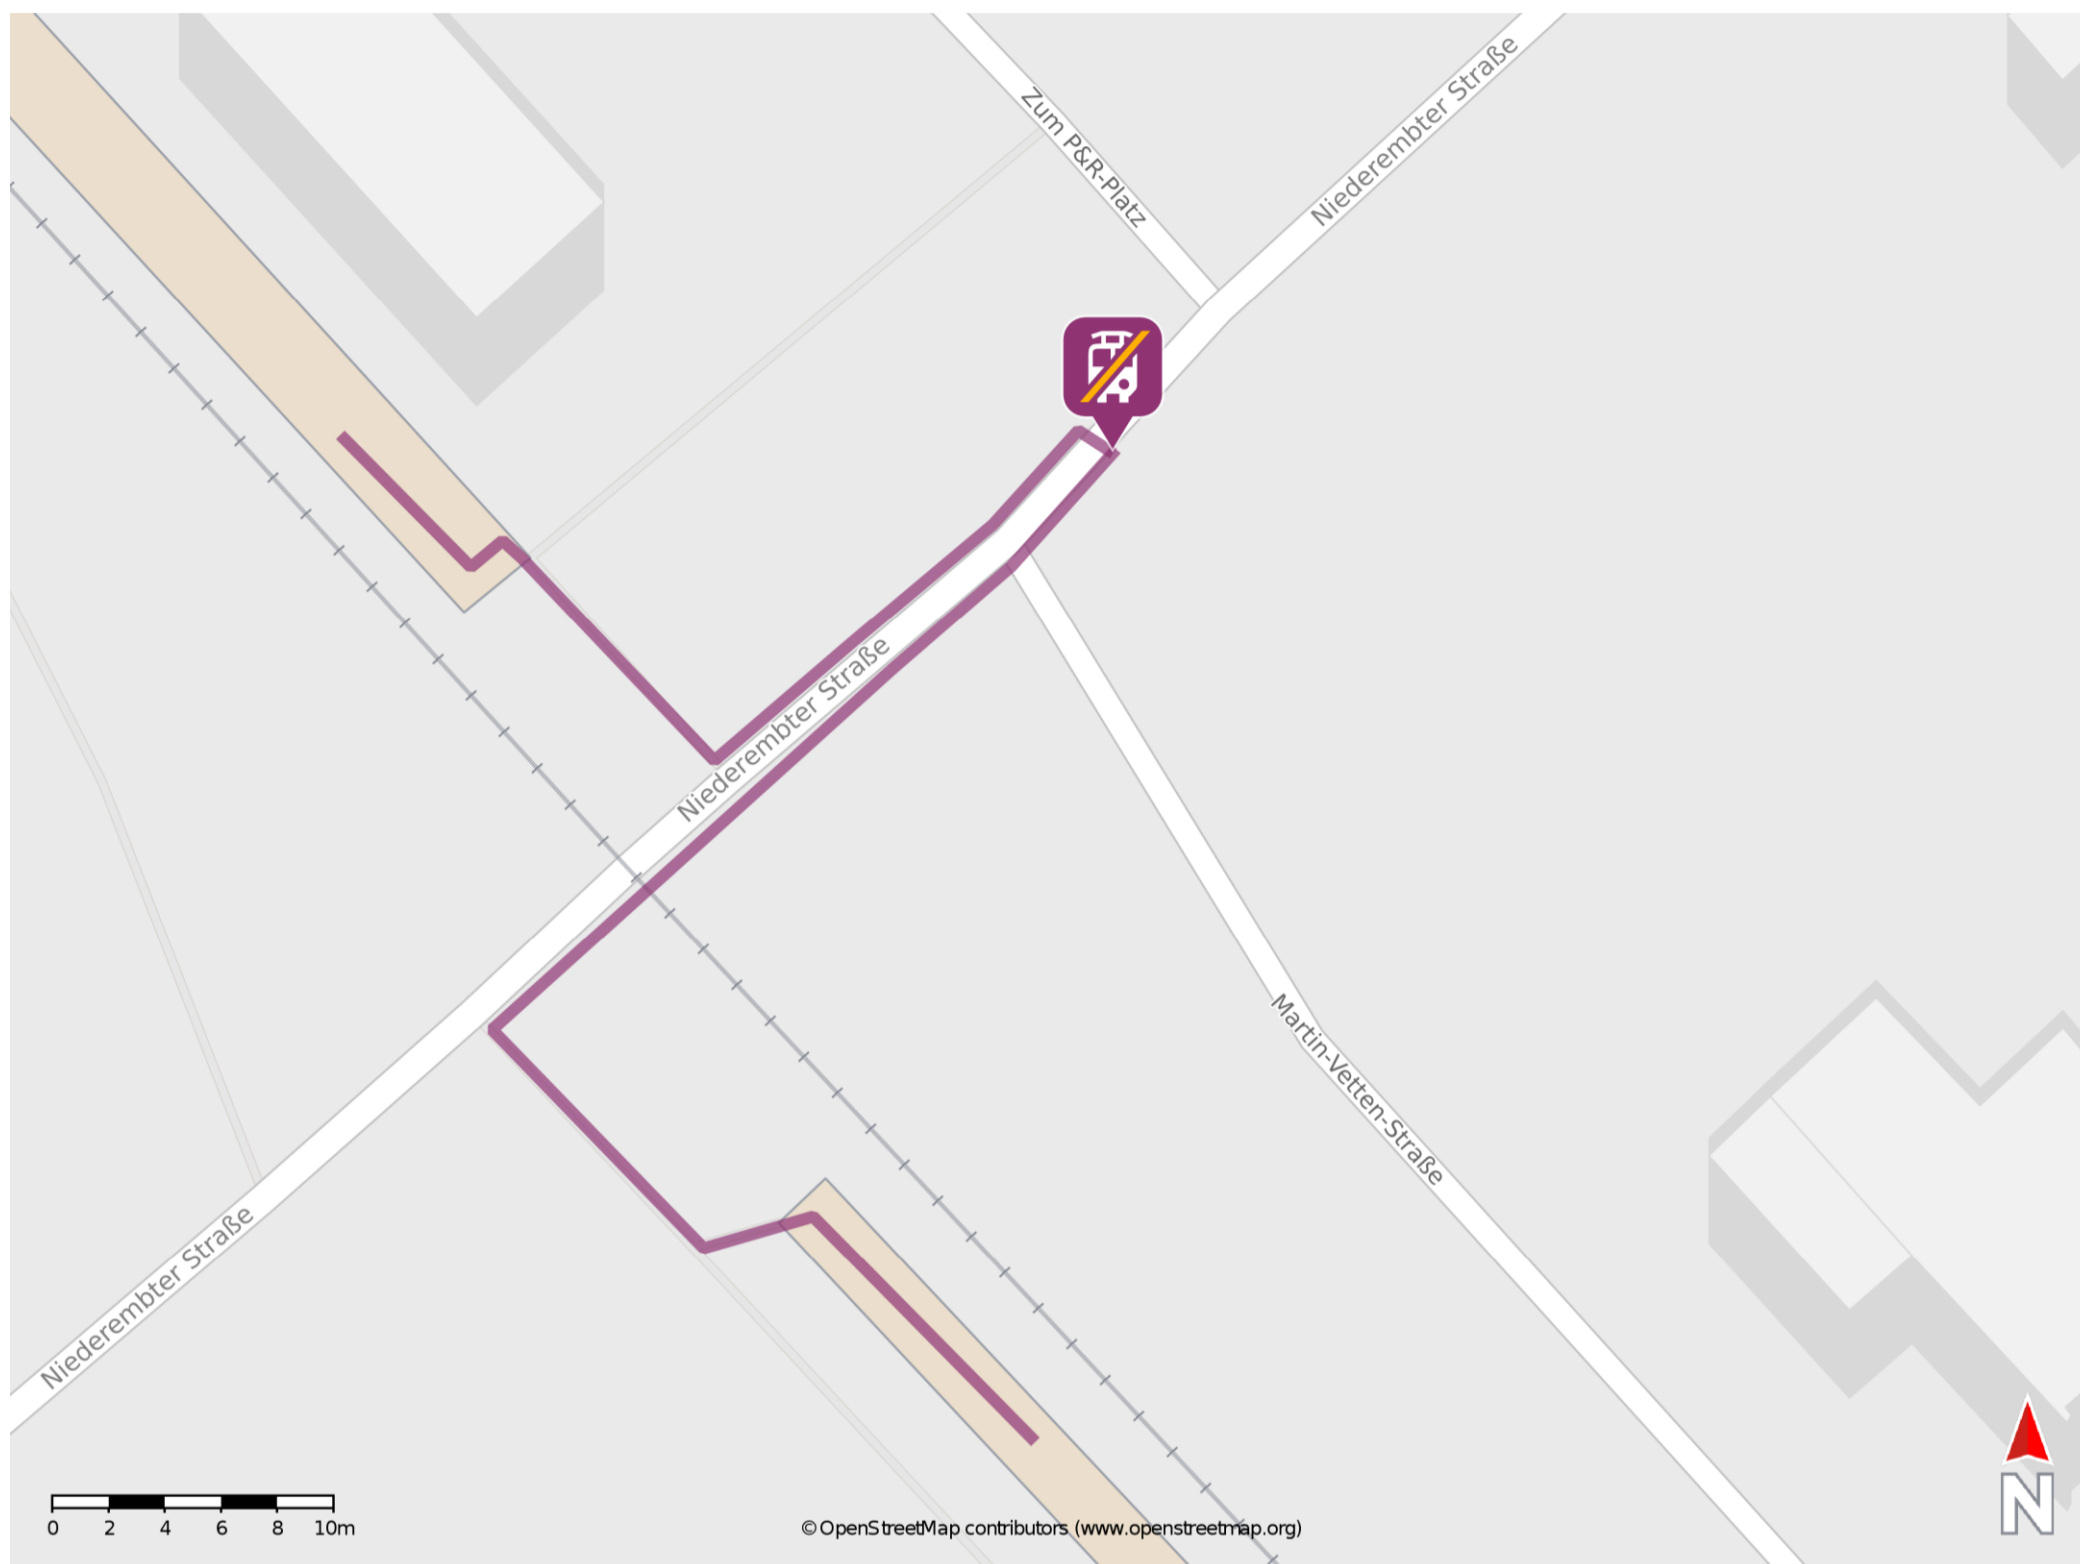 Zum P&R-Platz
Niederembter Straße
Niederembter Straße
Martin-Vetten-Straße
Niederembter Straße
0 2 4 6 8 10m
© OpenStreetMap contributors (www.openstreetmap.org)
N